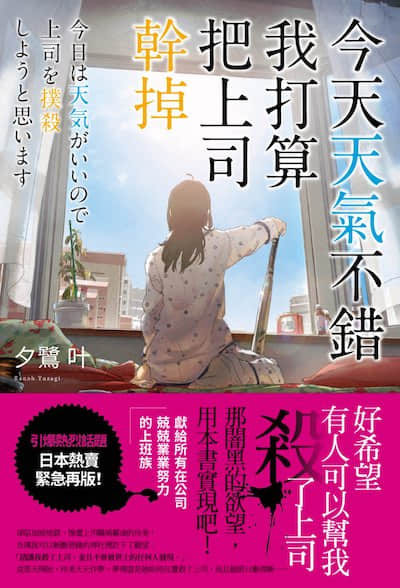 今天天氣不錯
我打算
把上司
幹掉
今日は天気がいいので
上司を撲殺
しようと思います
夕鷺 叶
Kanoh Yusagi
好希望
有人可以幫我
殺了上司
那闇黑的欲望，
用本書實現吧！
獻給所有在公司
兢兢業業努力
的上班族
引爆熱烈話題
日本熱賣
緊急再版！